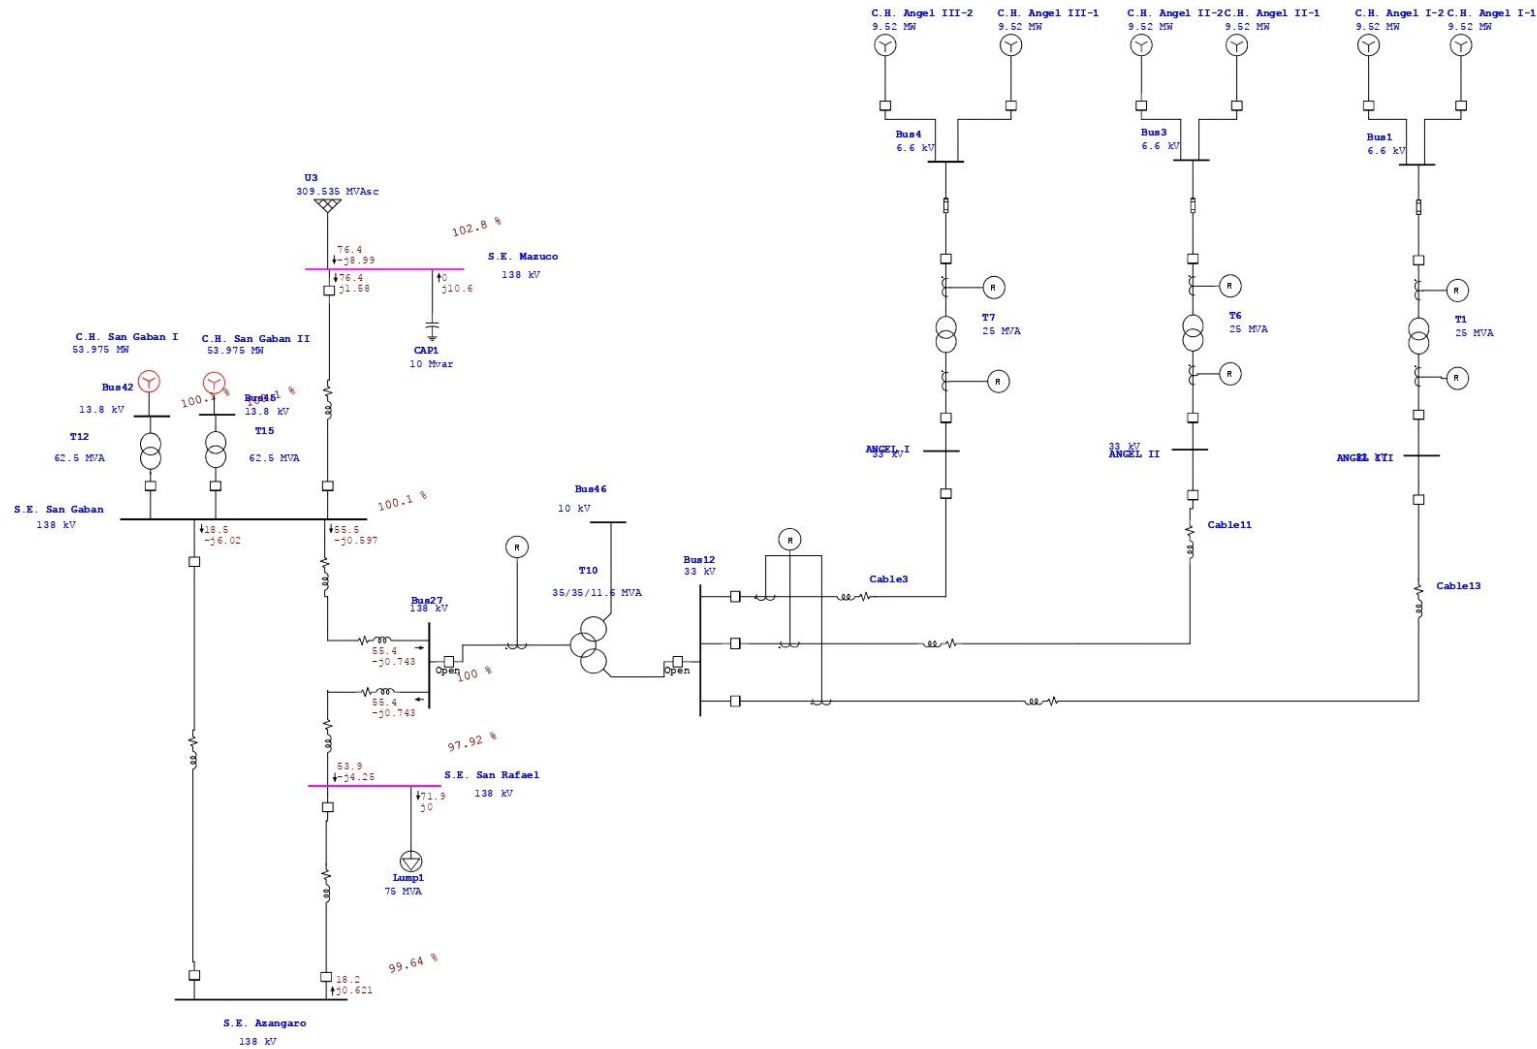 C.H. Angel III-2
9.52 MW
C.H. Angel III-1
9.52 MW
C.H. Angel II-2
9.52 MW
C.H. Angel II-1
9.52 MW
C.H. Angel I-2
9.52 MW
C.H. Angel I-1
9.52 MW
Bus4
6.6 kV
Bus3
6.6 kV
Bus1
6.6 kV
U3
309.535 MVAsc
102.8 %
76.4
-j8.99
S.E. Mazuco
138 kV
76.4
j1.58
0
j10.6
CAP1
10 Mvar
R
R
R
T7
25 MVA
T6
25 MVA
T1
25 MVA
R
R
R
C.H. San Gaban I
53.975 MW
C.H. San Gaban II
53.975 MW
Bus42
13.8 kV
13.8 kV
T12
62.5 MVA
T15
62.5 MVA
ANGEL I
33 kV
33 kV
ANGEL II
S.E. San Gaban
138 kV
100.1 %
18.5
-j6.02
55.5
-j0.597
Bus46
10 kV
R
R
T10
35/35/11.6 MVA
Bus12
33 kV
Cable3
Cable11
Cable13
Bus27
138 kV
55.4
-j0.743
Open
100 %
Open
55.4
-j0.743
97.92 %
53.9
-j4.25
S.E. San Rafael
138 kV
71.9
j0
Lump1
75 MVA
99.64 %
18.2
j0.621
S.E. Azangaro
138 kV